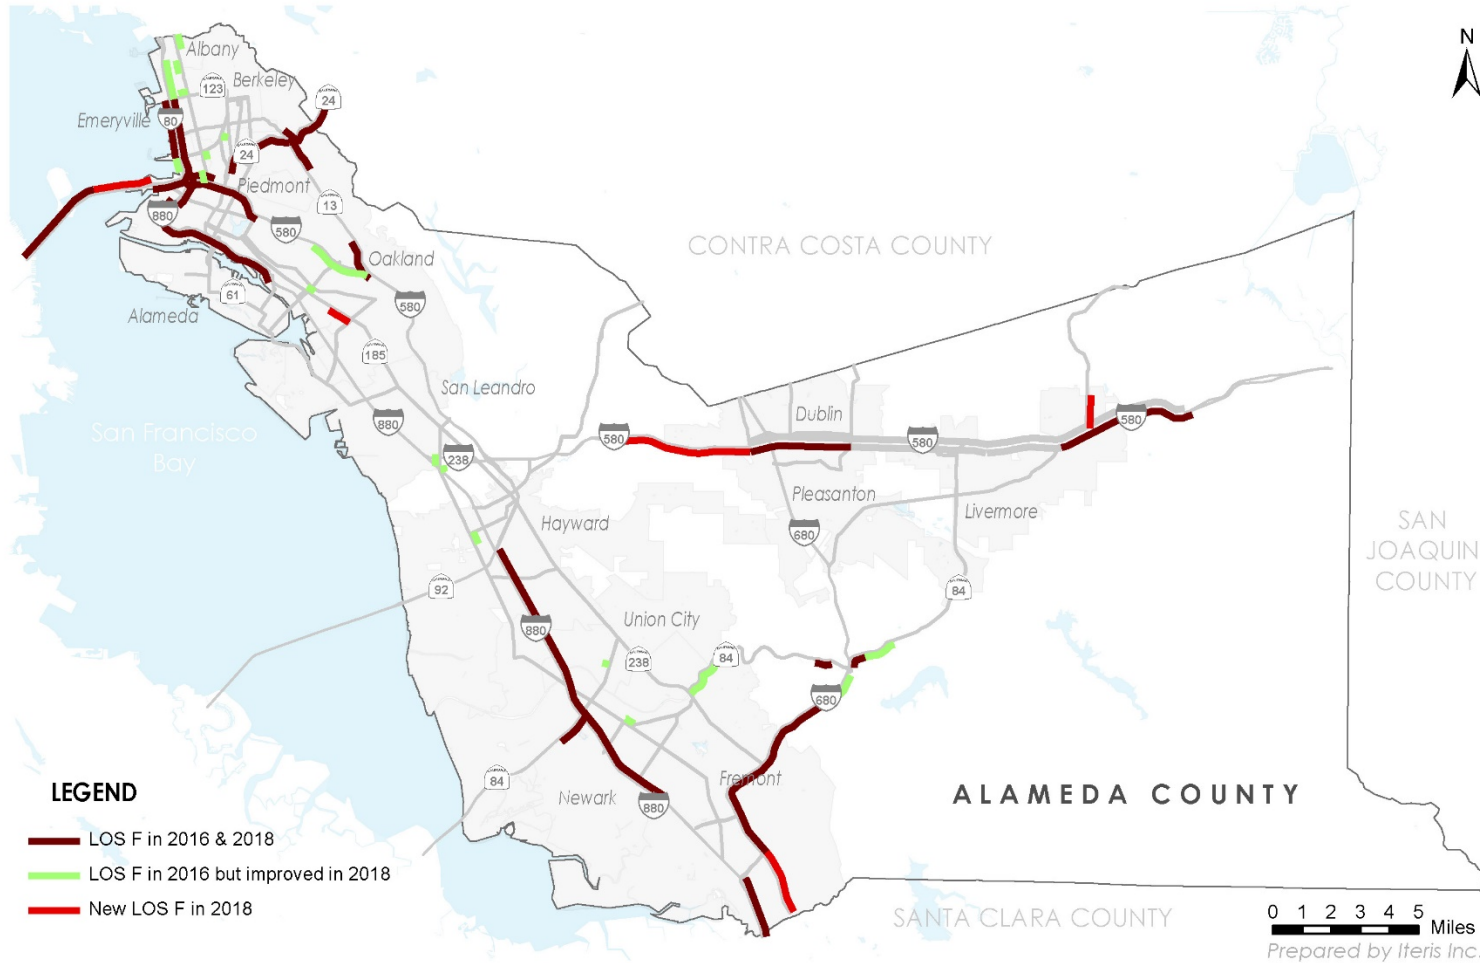 N
Albany
123
Berkeley
24
Emeryville
80
24
Piedmont
880
13
580
CONTRA COSTA COUNTY
Oakland
61
580
Alameda
185
San Leandro
Dublin
880
580
580
580
San Francisco
Bay
238
Pleasanton
Livermore
Hayward
680
SAN
JOAQUIN
COUNTY
92
84
Union City
880
238
84
680
84
Fremont
Newark
880
ALAMEDA COUNTY
LEGEND
LOS F in 2016 & 2018
LOS F in 2016 but improved in 2018
New LOS F in 2018
SANTA CLARA COUNTY
0 1 2 3 4 5
Miles
Prepared by Iteris Inc.